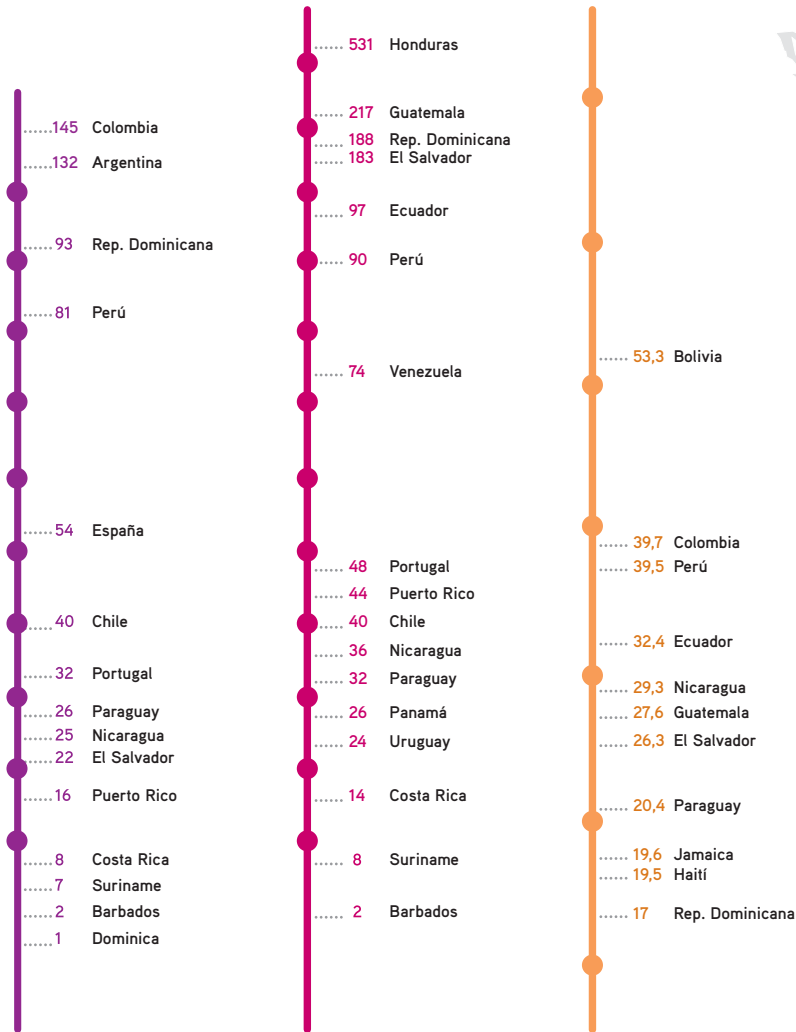 145 Colombia
132 Argentina
93 Rep. Dominicana
81 Perú
54 España
40 Chile
32 Portugal
26 Paraguay
25 Nicaragua
22 El Salvador
16 Puerto Rico
8 Costa Rica
7 Suriname
2 Barbados
1 Dominica
531 Honduras
217 Guatemala
188 Rep. Dominicana
183 El Salvador
97 Ecuador
90 Perú
74 Venezuela
48 Portugal
44 Puerto Rico
40 Chile
36 Nicaragua
32 Paraguay
26 Panamá
24 Uruguay
14 Costa Rica
8 Suriname
2 Barbados
53,3 Bolivia
39,7 Colombia
39,5 Perú
32,4 Ecuador
29,3 Nicaragua
27,6 Guatemala
26,3 El Salvador
20,4 Paraguay
19,6 Jamaica
19,5 Haití
17 Rep. Dominicana